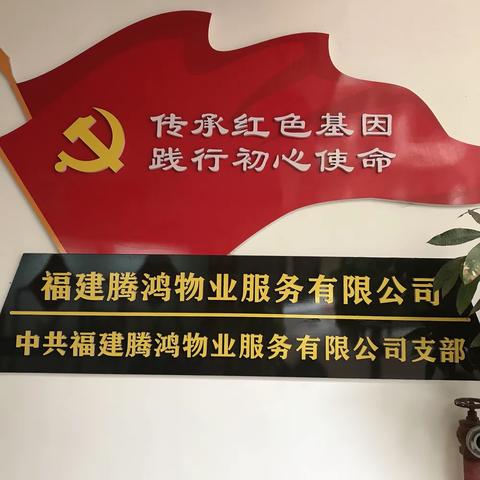 传承红色基因
践行初心使命
福建腾鸿物业服务有限公司
中共福建腾鸿物业服务有限公司支部